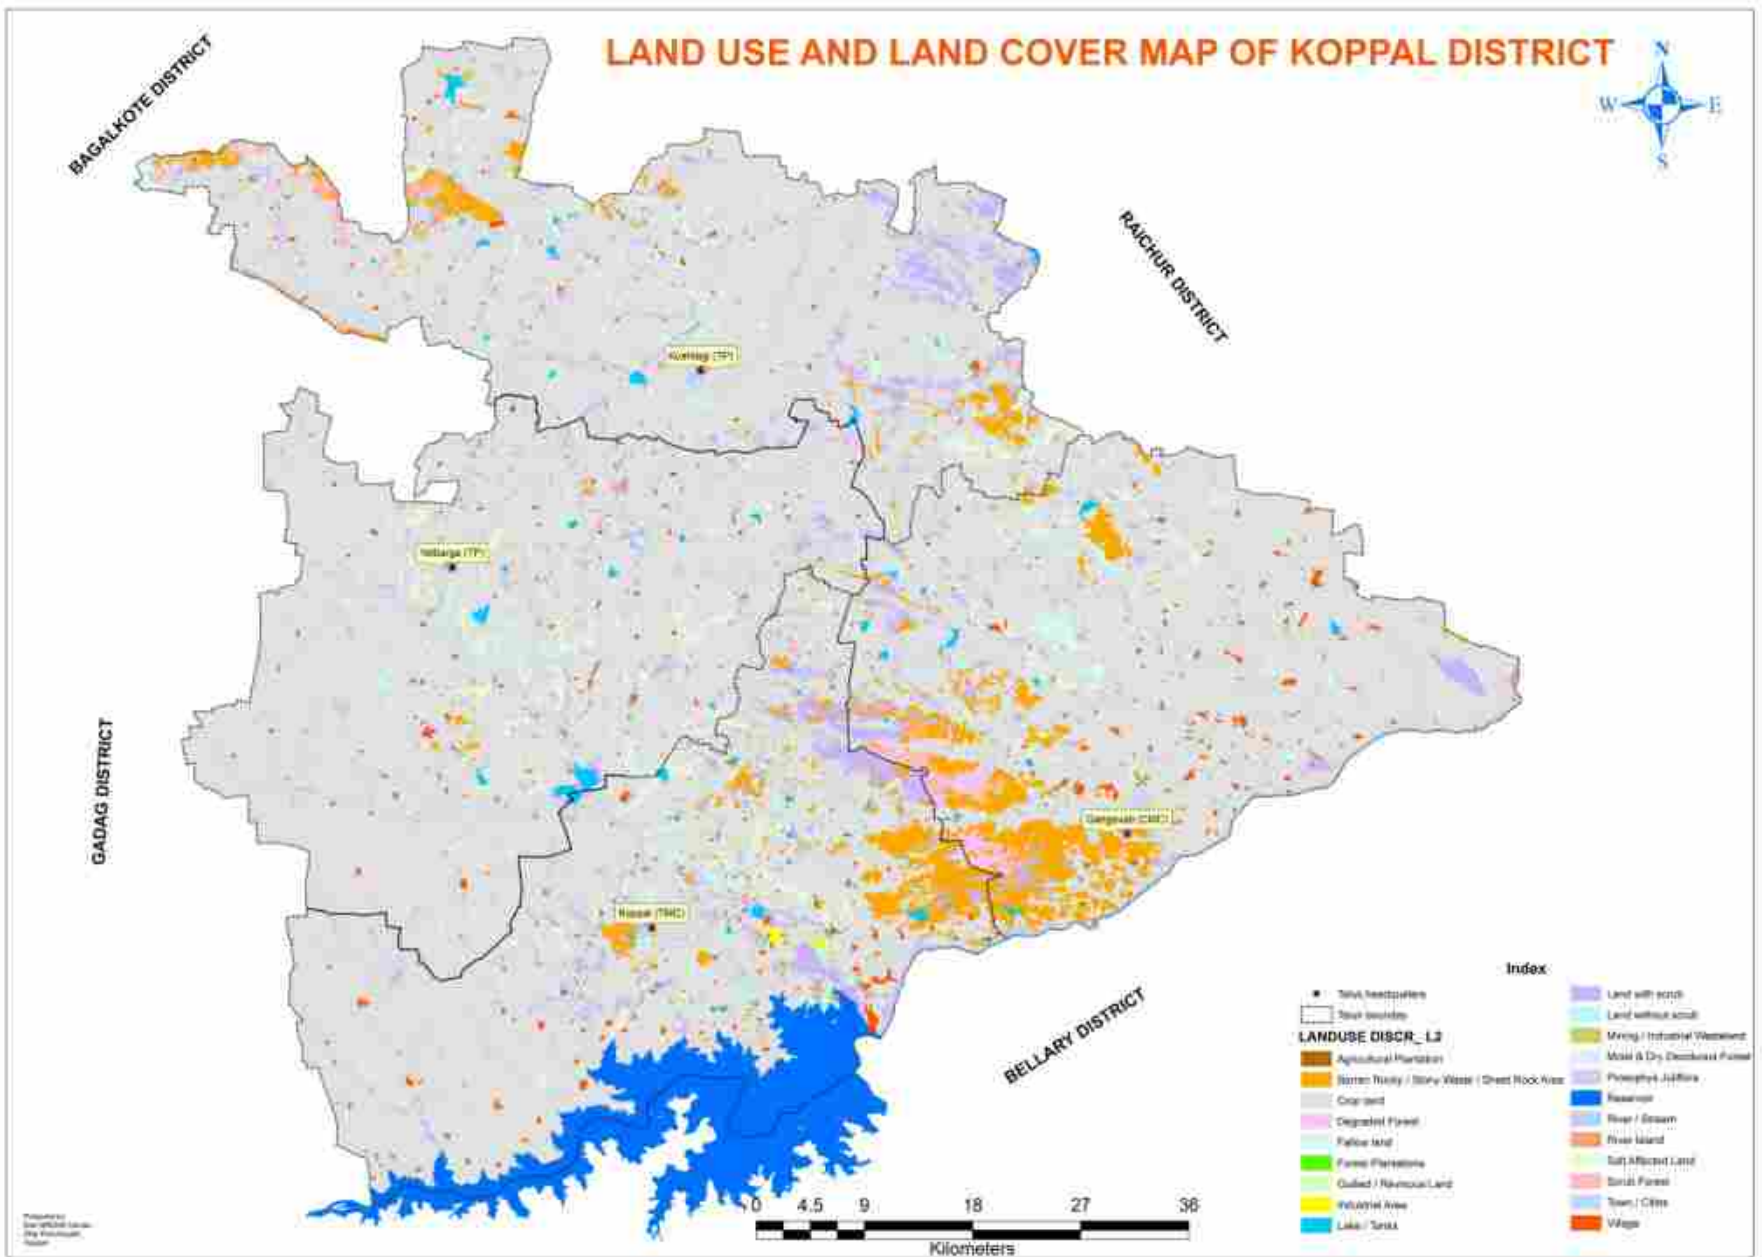 LAND USE AND LAND COVER MAP OF KOPPAL DISTRICT
N
W E
S
BAGALKOTE DISTRICT
RAICHUR DISTRICT
Kushtagi (TP)
Yelbarga (TP)
GADAG DISTRICT
Gangavati (CMC)
Koppal (TMC)
BELLARY DISTRICT
Index
Taluk headquaters
Taluk boundary
LANDUSE DISCR_ L2
Agricultural Plantation
Barren Rocky / Stony Waste / Sheet Rock Area
Crop land
Degraded Forest
Fallow land
Forest Plantations
Gullied / Ravinous Land
Industrial Area
Lake / Tanks
Land with scrub
Land without scrub
Mining / Industrial Wasteland
Moist & Dry Deciduous Forest
Prosophys Juliflora
Reservoir
River / Stream
River Island
Salt Affected Land
Scrub Forest
Town / Cities
Village
0 4.5 9 18 27 36
Kilometers